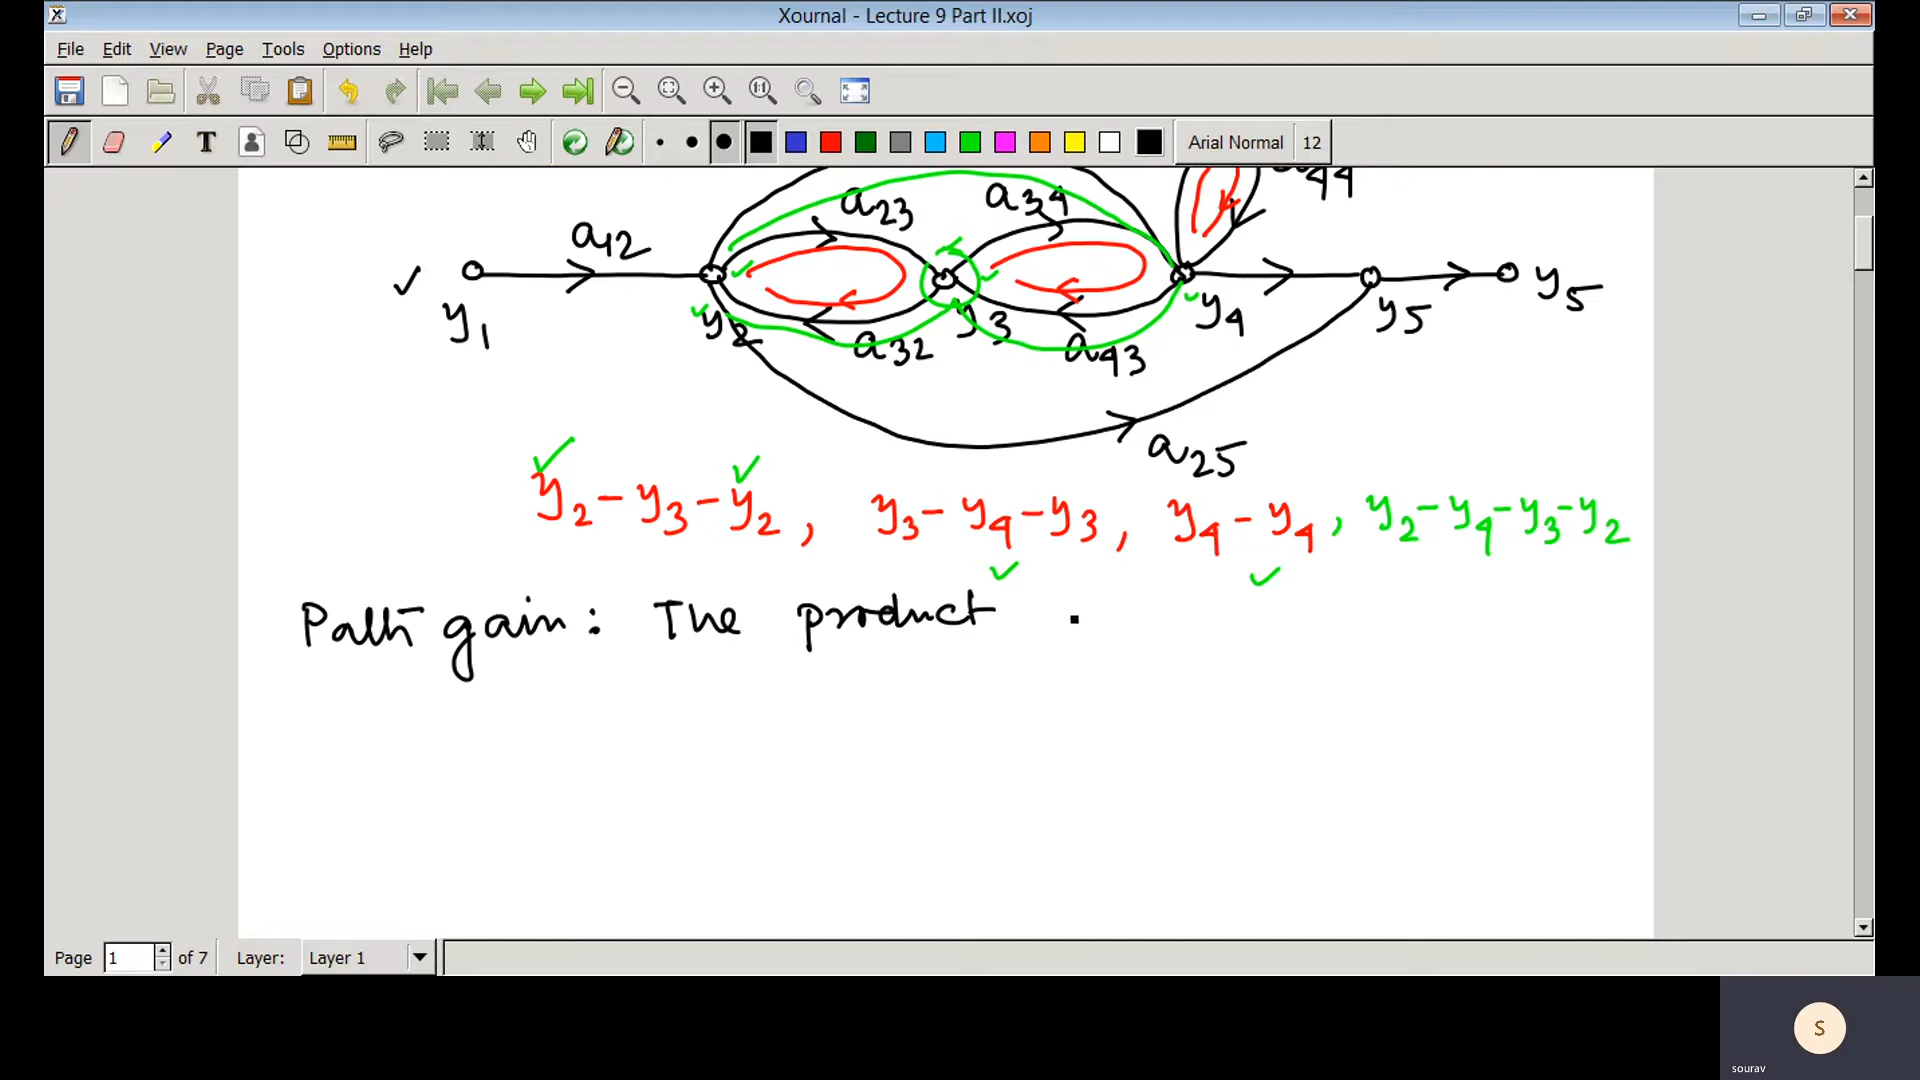 Xournal - Lecture 9 Part II.xoj
File Edit View Page Tools Options Help
T Arial Normal 12
a44
a23 a34
a12
y1 y2 y3 y4 y5 y5
a32 a43
a25
y2 - y3 - y2, y3 - y4 - y3, y4 - y4, y2 - y4 - y3 - y2
Path gain: The product
Page 1 of 7 Layer: Layer 1
S
sourav